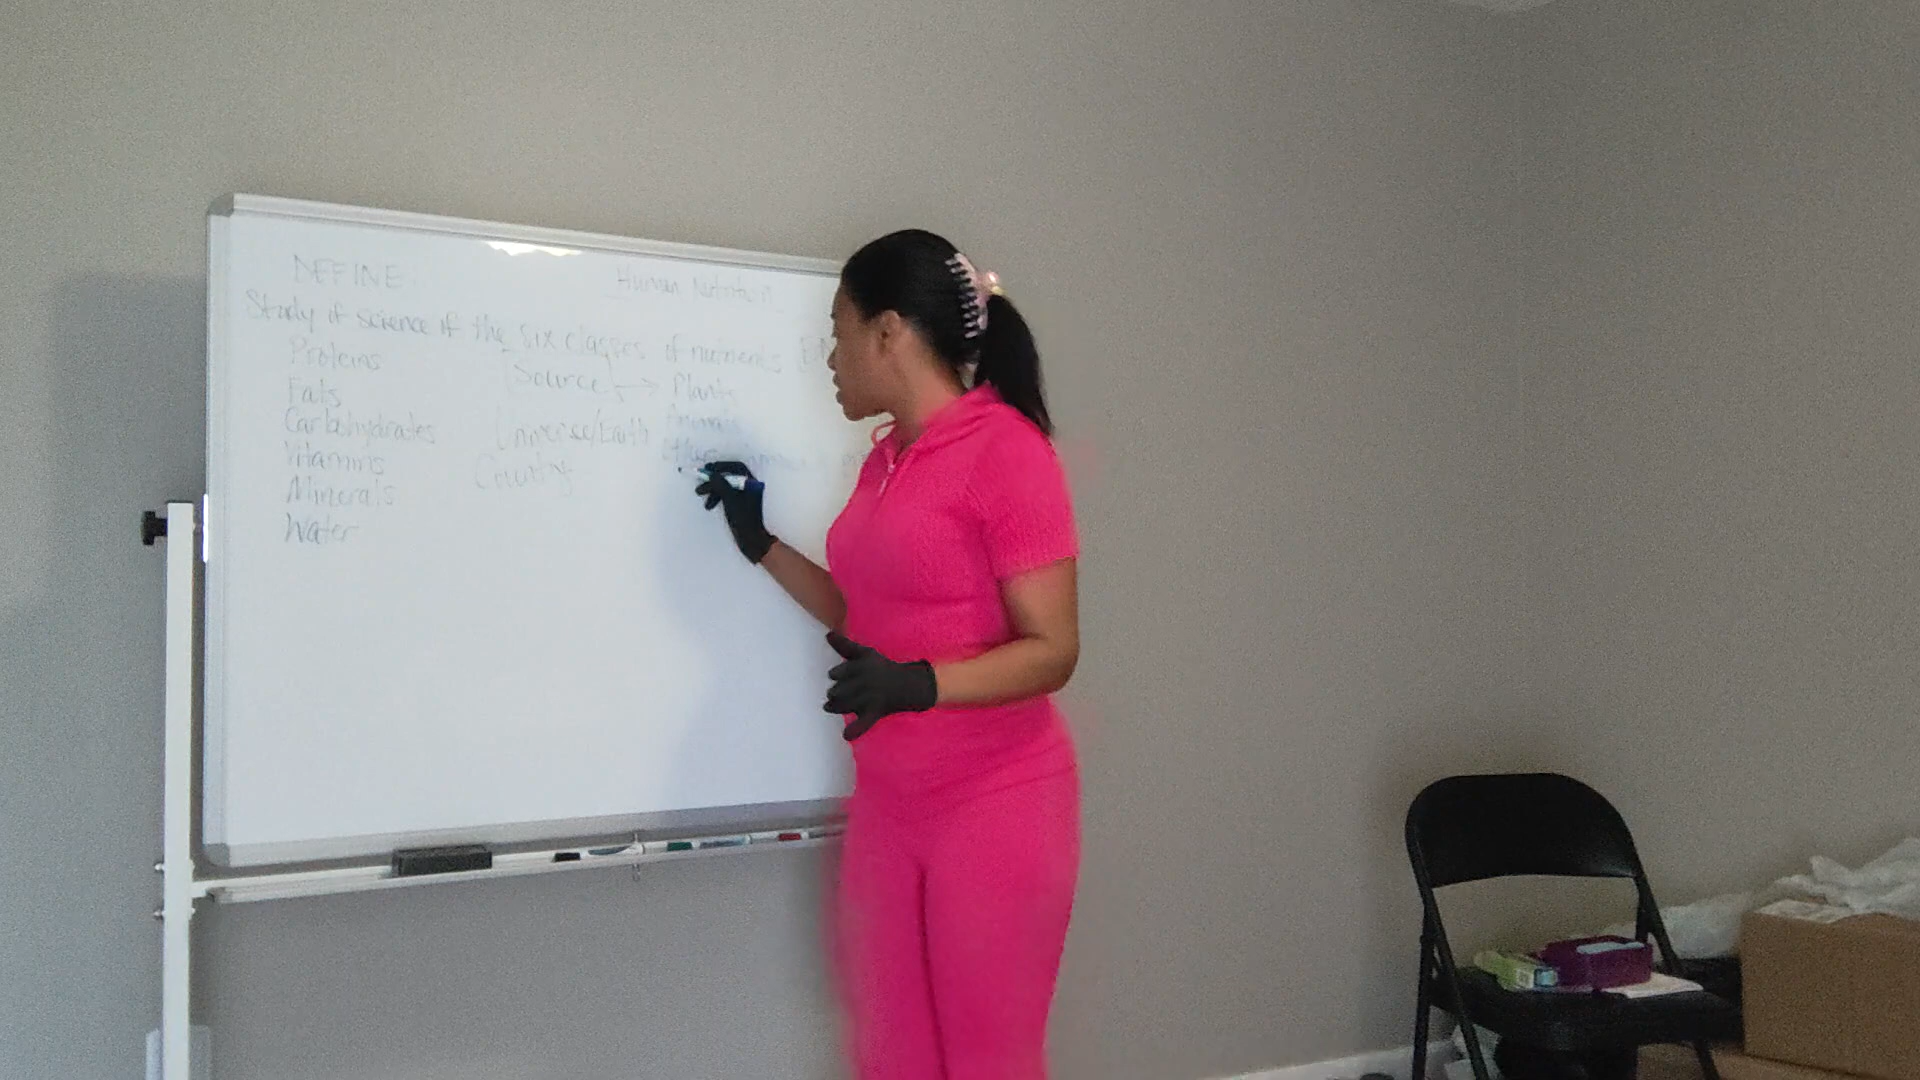 DEFINE
Human Nutrition
Study of science of the six classes of nutrients
Proteins
Fats
Carbohydrates
Vitamins
Minerals
Water
Source → Plants
Universe/Earth Animals
Country Others